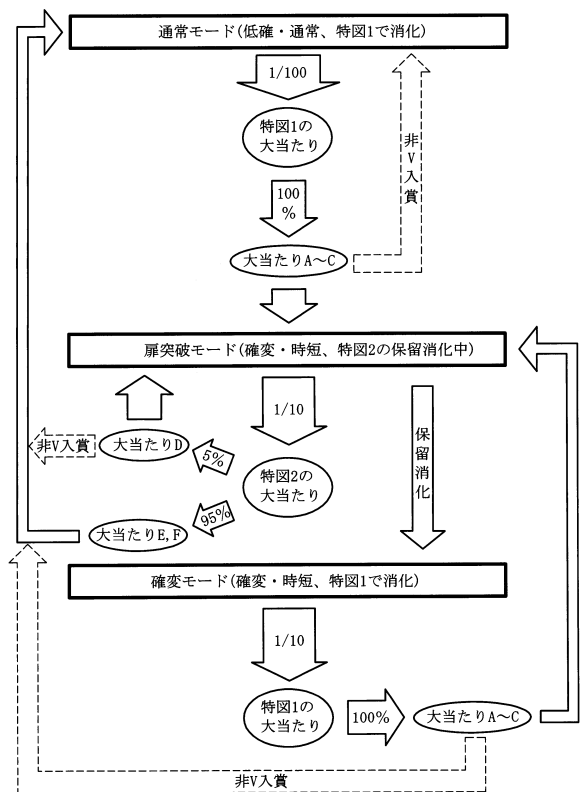 通常モード(低確・通常、特図1で消化)
1/100
特図1の
大当たり
非V入賞
100
%
大当たりA～C
扉突破モード(確変・時短、特図2の保留消化中)
1/10
保留消化
非V入賞
大当たりD
5%
特図2の
大当たり
95%
大当たりE,F
確変モード(確変・時短、特図1で消化)
1/10
特図1の
大当たり
100%
大当たりA～C
非V入賞